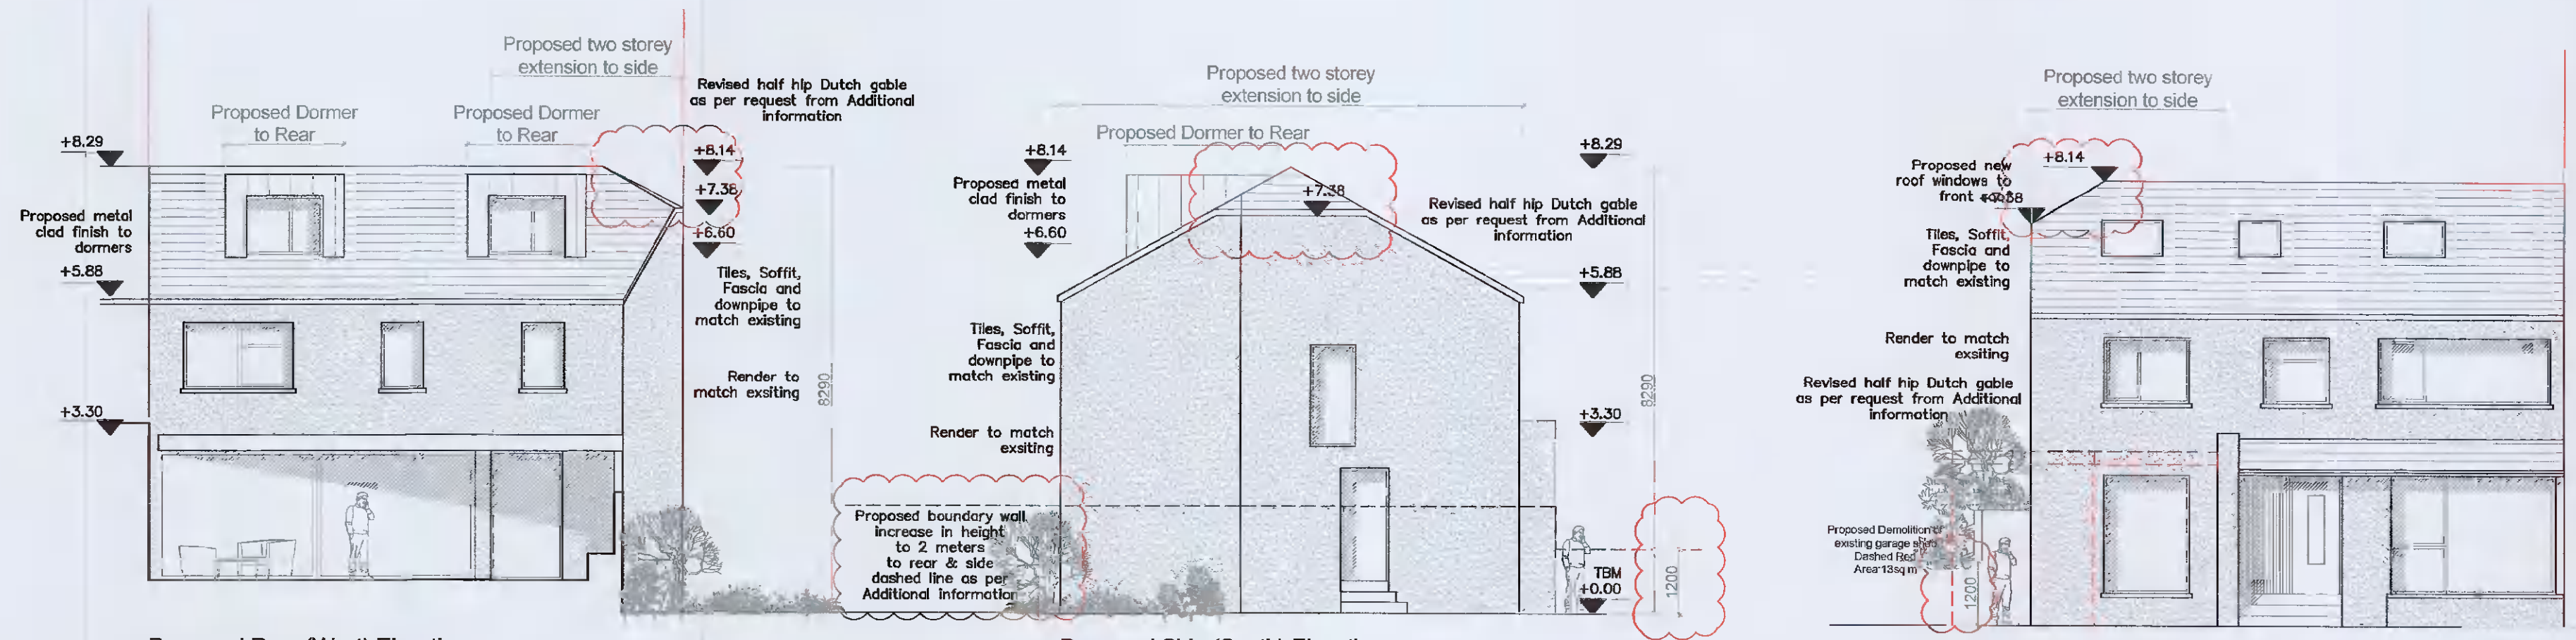 Proposed two storey
extension to side
Revised half hip Dutch gable
as per request from Additional
information
Proposed Dormer
to Rear
Proposed Dormer
to Rear
+8.29
+8.14
+7.38
+6.60
Proposed metal
clad finish to
dormers
+5.88
Tiles, Soffit,
Fascia and
downpipe to
match existing
Render to
match exsiting
8290
+3.30
Proposed two storey
extension to side
Proposed Dormer to Rear
+8.14
+8.29
Proposed metal
clad finish to
dormers
+7.38
Revised half hip Dutch gable
as per request from Additional
information
+6.60
+5.88
Tiles, Soffit,
Fascia and
downpipe to
match existing
8290
+3.30
Render to match
exsiting
Proposed boundary wall
increase in height
to 2 meters
to rear & side
dashed line as per
Additional information
TBM
+0.00
1200
Proposed two storey
extension to side
+8.14
Proposed new
roof windows to
front
Tiles, Soffit,
Fascia and
downpipe to
match existing
Render to match
exsiting
Revised half hip Dutch gable
as per request from Additional
information
Proposed Demolition of
existing garage shed
Dashed Red
Area 13sq m
1200